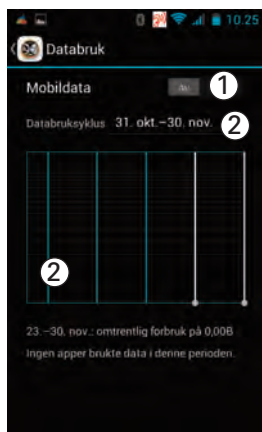 10.25
Databruk
Mobildata
1
Databruksyklus 31. okt.–30. nov.
2
2
23.–30. nov.: omtrentlig forbruk på 0,00B
Ingen apper brukte data i denne perioden.